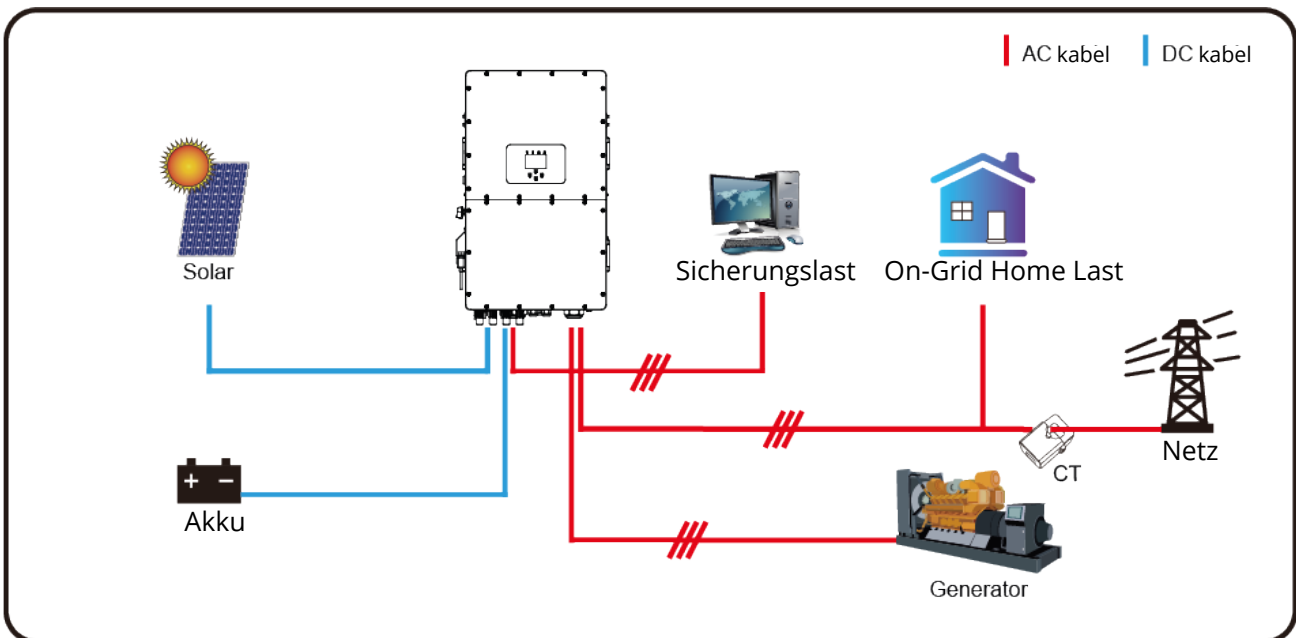 AC kabel
DC kabel
Solar
Sicherungslast
On-Grid Home Last
Netz
CT
Akku
Generator